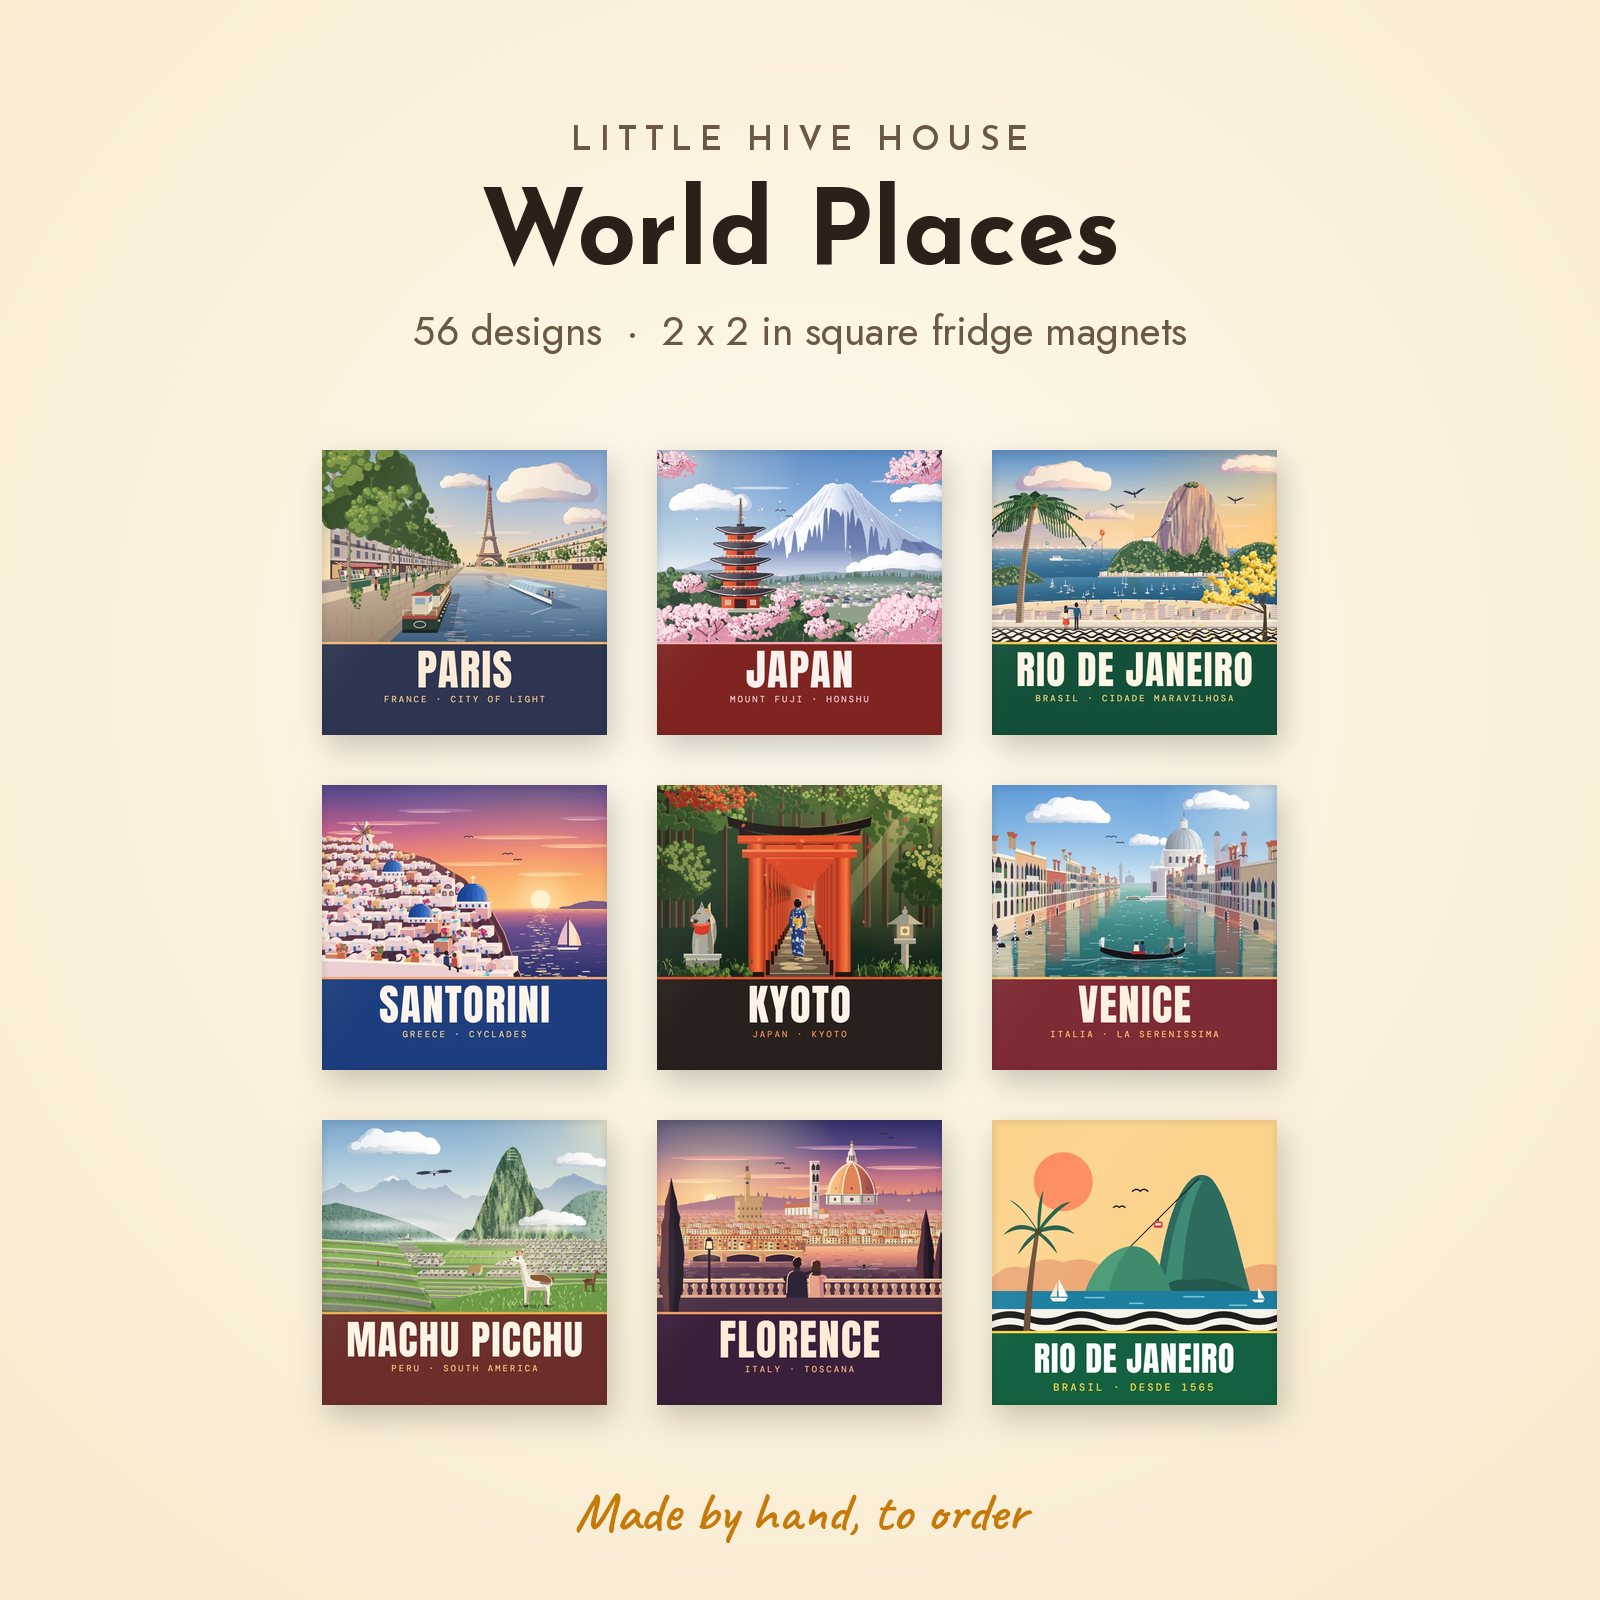 LITTLE HIVE HOUSE
World Places
56 designs · 2 x 2 in square fridge magnets
PARIS
FRANCE · CITY OF LIGHT
JAPAN
MOUNT FUJI · HONSHU
RIO DE JANEIRO
BRASIL · CIDADE MARAVILHOSA
SANTORINI
GREECE · CYCLADES
KYOTO
JAPAN · KYOTO
VENICE
ITALIA · LA SERENISSIMA
MACHU PICCHU
PERU · SOUTH AMERICA
FLORENCE
ITALY · TOSCANA
RIO DE JANEIRO
BRASIL · DESDE 1565
Made by hand, to order